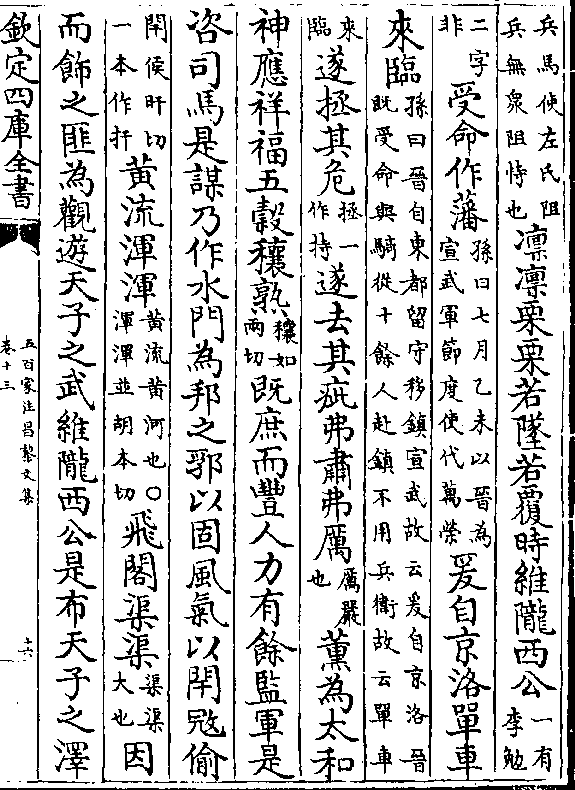 兵馬使左氏阻兵無衆阻恃也凛凛栗栗若墜若覆時維隴西公一有李勉
二字非受命作藩孫曰七月乙未以晉為宣武軍節度使代萬榮爰自京洛單車
來臨孫曰晉自東都留守移鎮宣武故云爰自京洛晉既受命與騎從十餘人赴鎮不用兵衛故云單車
來臨遂拯其危拯一作持遂去其疵弗肅弗厲厲嚴也薰為太和
神應祥福五穀穰熟穰如兩切既庶而豐人力有餘監軍是
咨司馬是謀乃作水門為邦之郛以固風氣以閈冦偷
閈侯旰切一本作扞黄流渾渾黄流黄河也○渾渾並胡本切飛閣渠渠渠渠大也因
而飾之匪為觀遊天子之武維隴西公是布天子之澤
欽定四庫全書
五百家注昌黎文集
卷十三
十六